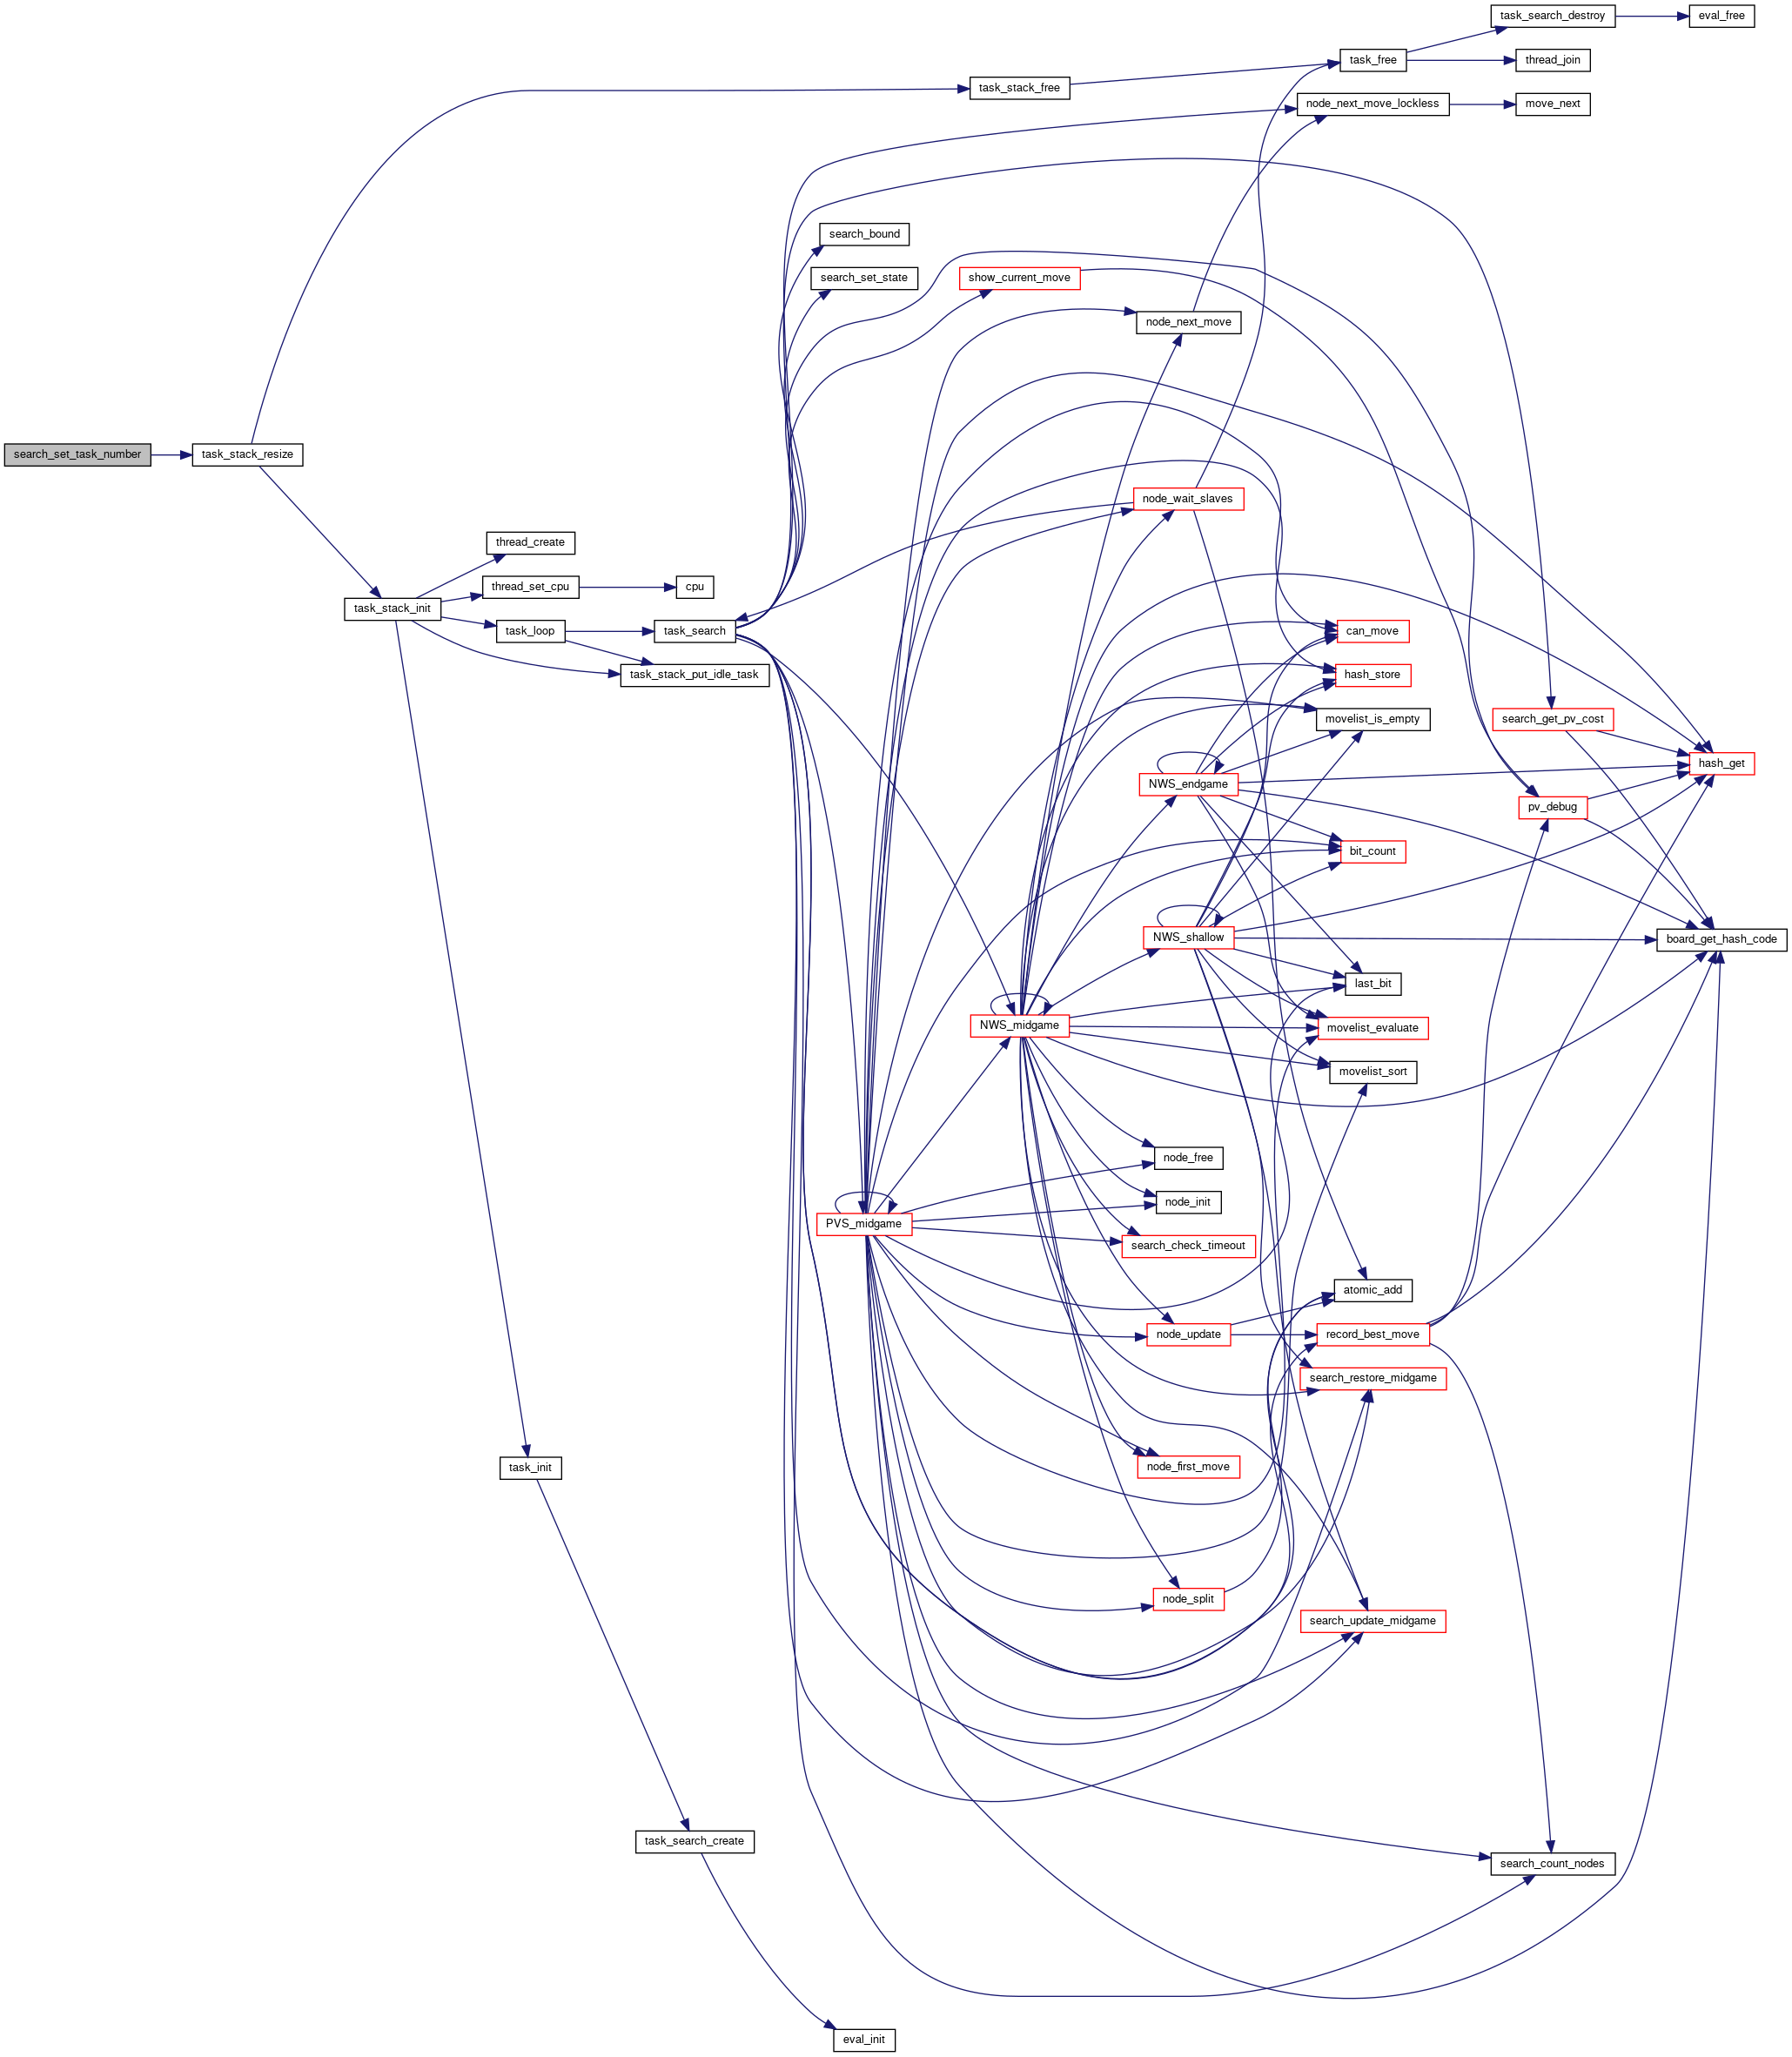 task_search_destroy
eval_free
task_free
thread_join
task_stack_free
node_next_move_lockless
move_next
search_bound
search_set_state
show_current_move
node_next_move
search_set_task_number
task_stack_resize
node_wait_slaves
thread_create
thread_set_cpu
cpu
task_stack_init
task_loop
task_search
can_move
task_stack_put_idle_task
hash_store
movelist_is_empty
search_get_pv_cost
hash_get
NWS_endgame
pv_debug
bit_count
NWS_shallow
board_get_hash_code
last_bit
NWS_midgame
movelist_evaluate
movelist_sort
node_free
node_init
PVS_midgame
search_check_timeout
atomic_add
node_update
record_best_move
search_restore_midgame
task_init
node_first_move
node_split
search_update_midgame
task_search_create
search_count_nodes
eval_init